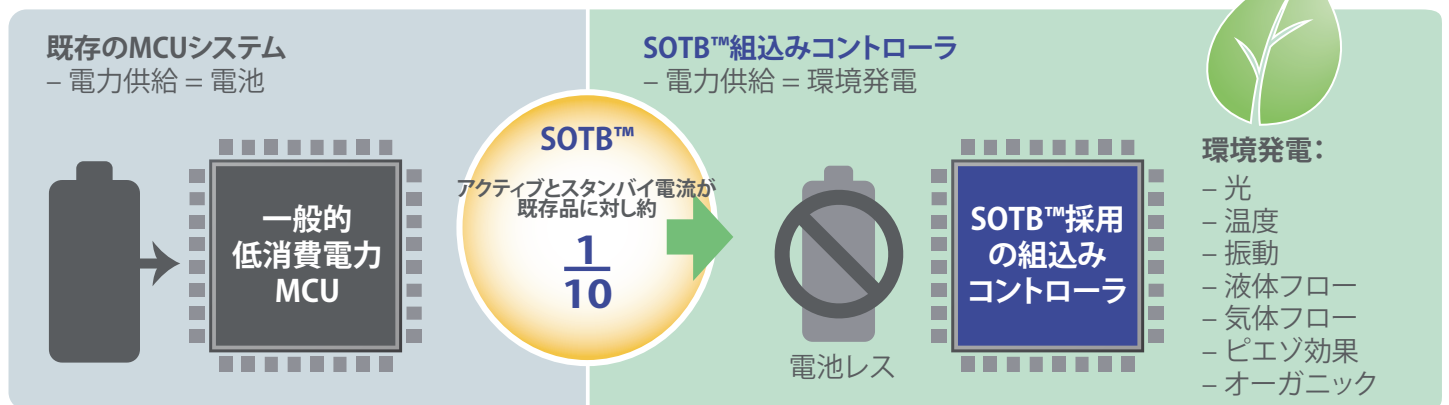 既存のMCUシステム
– 電力供給 = 電池
一般的
低消費電力
MCU
SOTB™
アクティブとスタンバイ電流が
既存品に対し約
1
10
SOTB™組込みコントローラ
– 電力供給 = 環境発電
電池レス
SOTB™採用
の組込み
コントローラ
環境発電：
– 光
– 温度
– 振動
– 液体フロー
– 気体フロー
– ピエゾ効果
– オーガニック